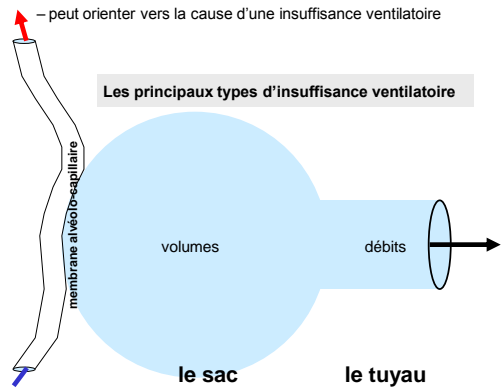 – peut orienter vers la cause d'une insuffisance ventilatoire
Les principaux types d'insuffisance ventilatoire
membrane alvéolo-capillaire
volumes
débits
le sac
le tuyau